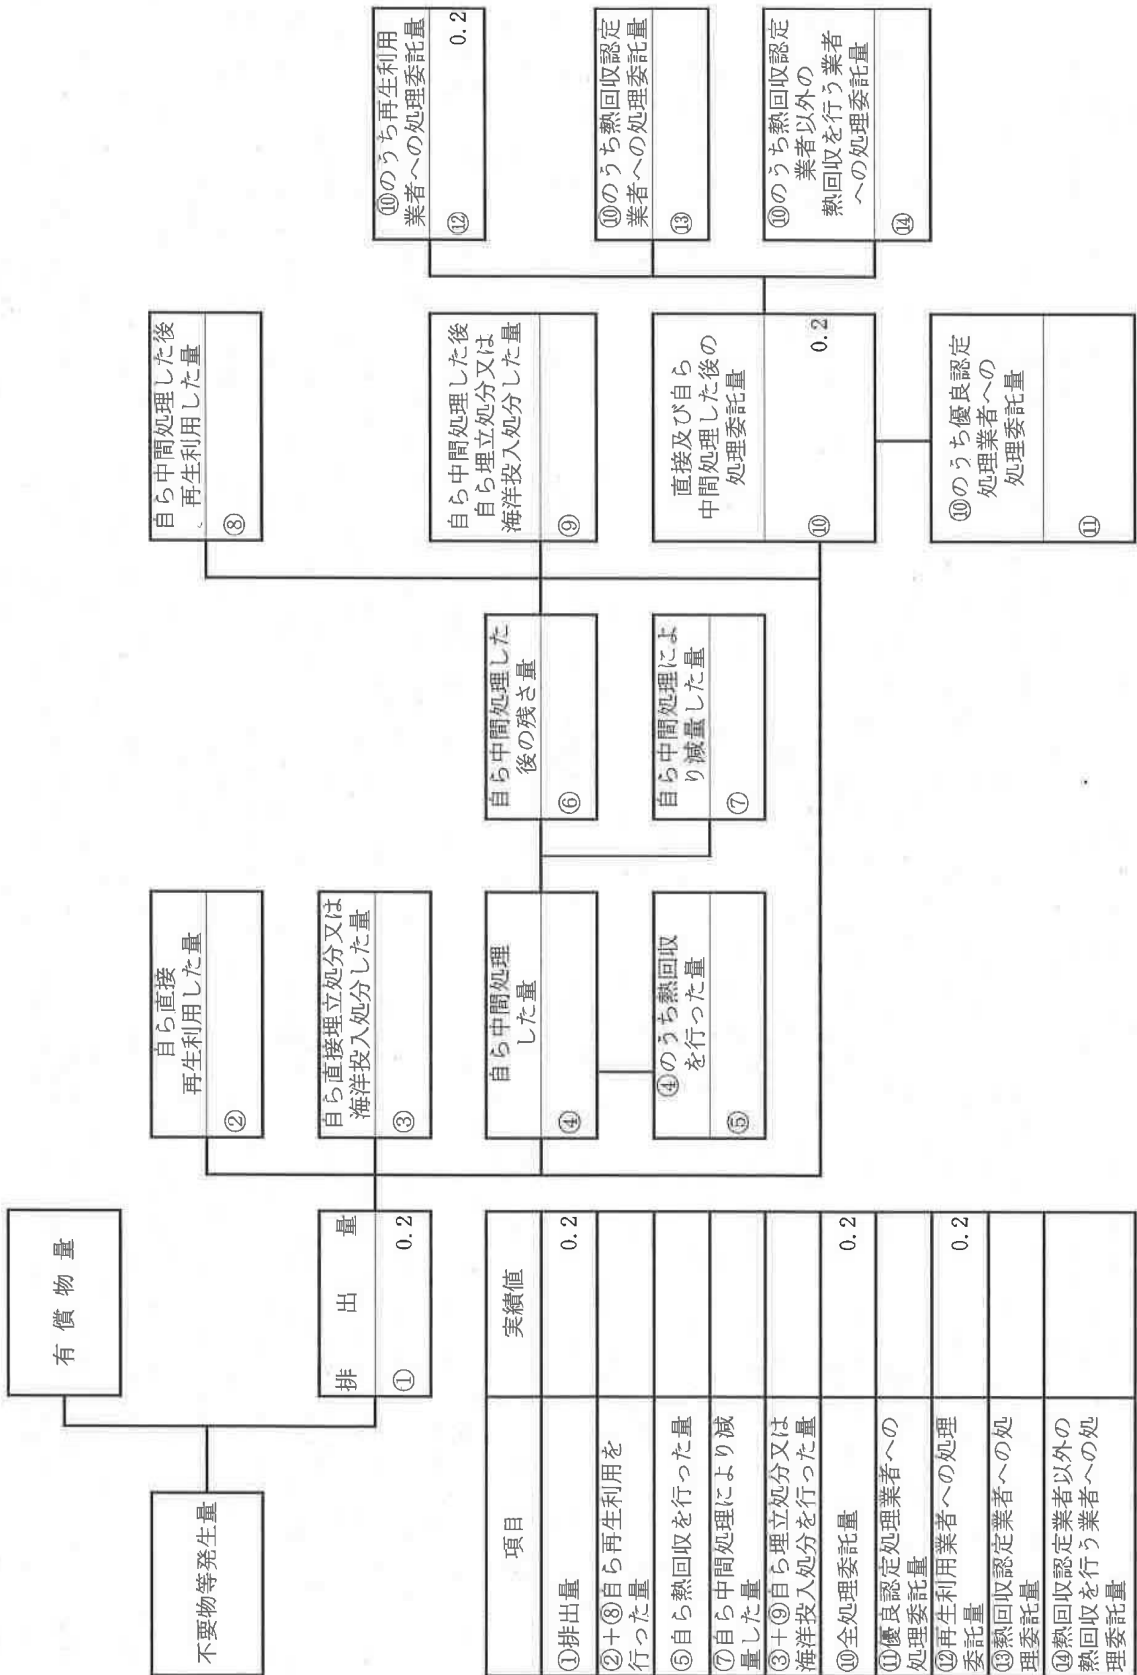 不要物等発生量
有償物量
排出量
①
0.2
自ら直接
再生利用した量
②
自ら直接埋立処分又は
海洋投入処分した量
③
自ら中間処理
した量
④
④のうち熱回収
を行った量
⑤
自ら中間処理した
後の残さ量
⑥
自ら中間処理によ
り減量した量
⑦
自ら中間処理した後
再生利用した量
⑧
自ら中間処理した後
自ら埋立処分又は
海洋投入処分した量
⑨
直接及び自ら
中間処理した後の
処理委託量
⑩
0.2
⑩のうち優良認定
処理業者への
処理委託量
⑪
⑩のうち再生利用
業者への処理委託量
⑫
0.2
⑩のうち熱回収認定
業者への処理委託量
⑬
⑩のうち熱回収認定
業者以外の
熱回収を行う業者
への処理委託量
⑭
項目
実績値
①排出量
0.2
②+⑧自ら再生利用を
行った量
⑤自ら熱回収を行った量
⑦自ら中間処理により減
量した量
③+⑨自ら埋立処分又は
海洋投入処分を行った量
⑩全処理委託量
0.2
⑪優良認定処理業者への
処理委託量
⑫再生利用業者への処理
委託量
0.2
⑬熱回収認定業者への処
理委託量
⑭熱回収認定業者以外の
熱回収を行う業者への処
理委託量